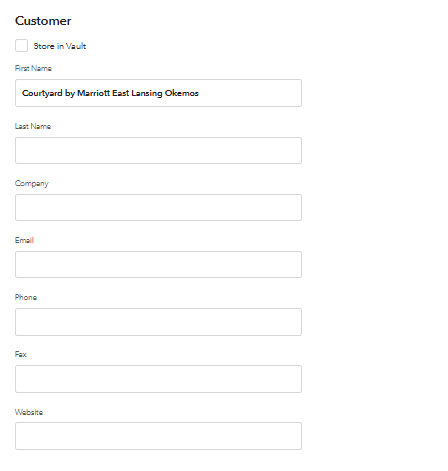 Customer
Store in Vault
First Name
Courtyard by Marriott East Lansing Okemos
Last Name
Company
Email
Phone
Fax
Website